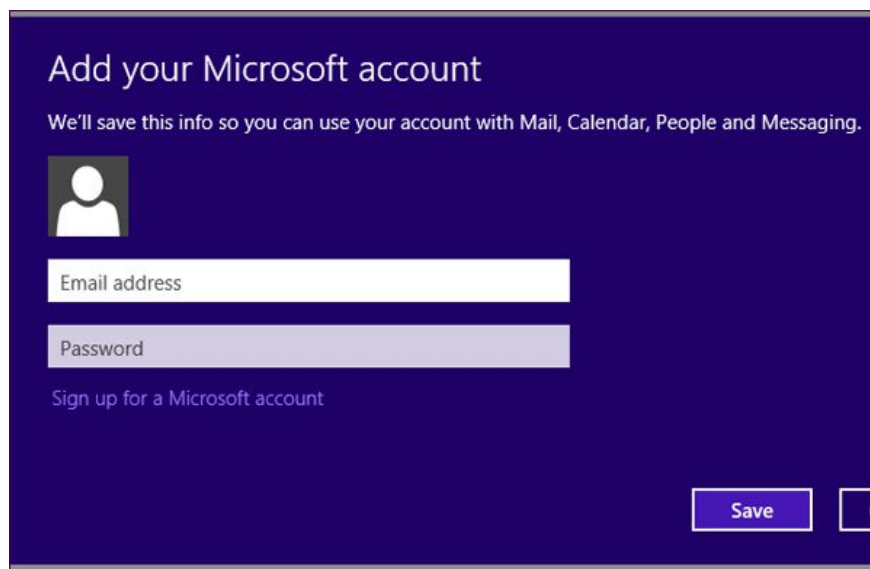 Add your Microsoft account
We'll save this info so you can use your account with Mail, Calendar, People and Messaging.
Email address
Password
Sign up for a Microsoft account
Save